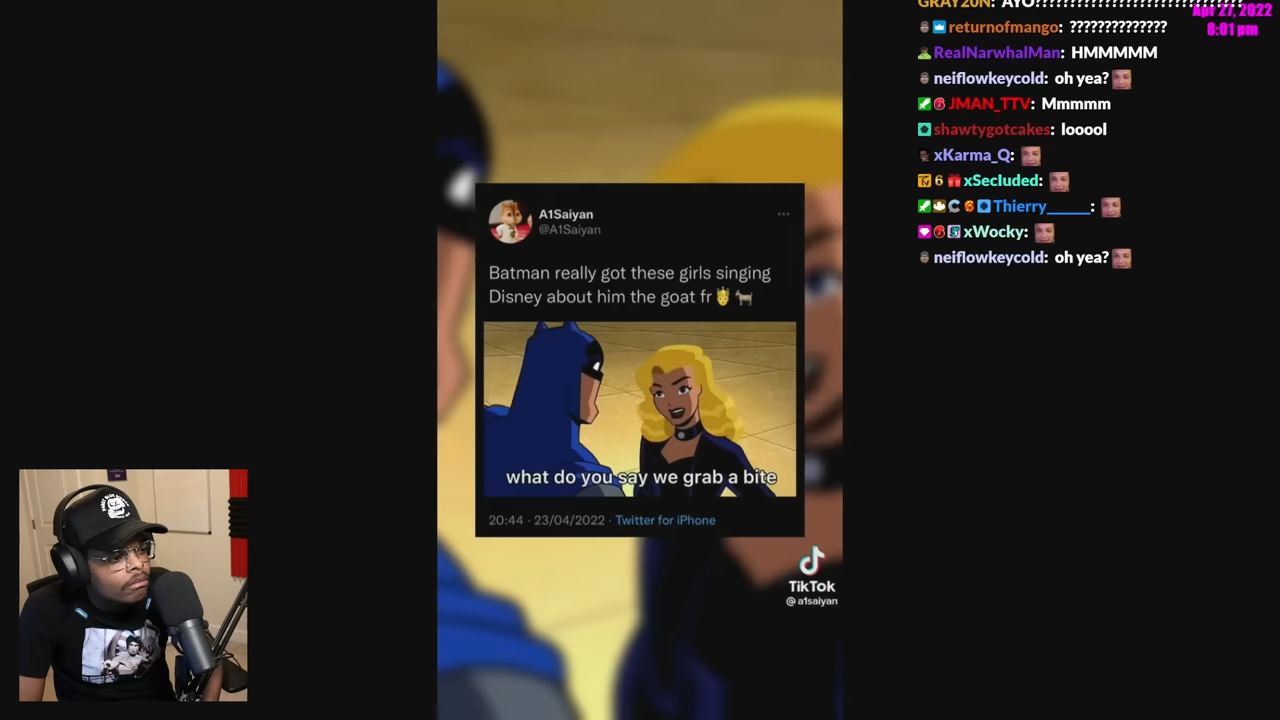 GRAY20N: AYO????????????????????????????
Apr 27, 2022
8:01 pm
returnofmango: ??????????????
RealNarwhalMan: HMMMMM
neiflowkeycold: oh yea?
JMAN_TTV: Mmmmm
shawtygotcakes: looool
xKarma_Q:
6 xSecluded:
Thierry_____:
xWocky:
neiflowkeycold: oh yea?
A1Saiyan
@A1Saiyan
Batman really got these girls singing
Disney about him the goat fr
what do you say we grab a bite
20:44 · 23/04/2022 · Twitter for iPhone
TikTok
@a1saiyan